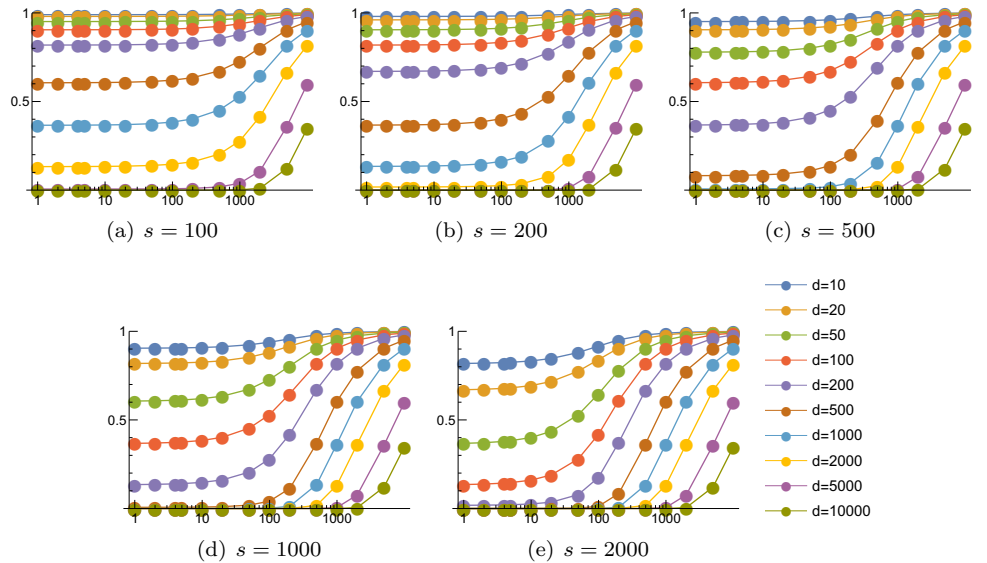 1
0.5
1 10 100 1000
(a) s = 100
1
0.5
1 10 100 1000
(b) s = 200
1
0.5
1 10 100 1000
(c) s = 500
1
0.5
1 10 100 1000
(d) s = 1000
1
0.5
1 10 100 1000
(e) s = 2000
d=10
d=20
d=50
d=100
d=200
d=500
d=1000
d=2000
d=5000
d=10000